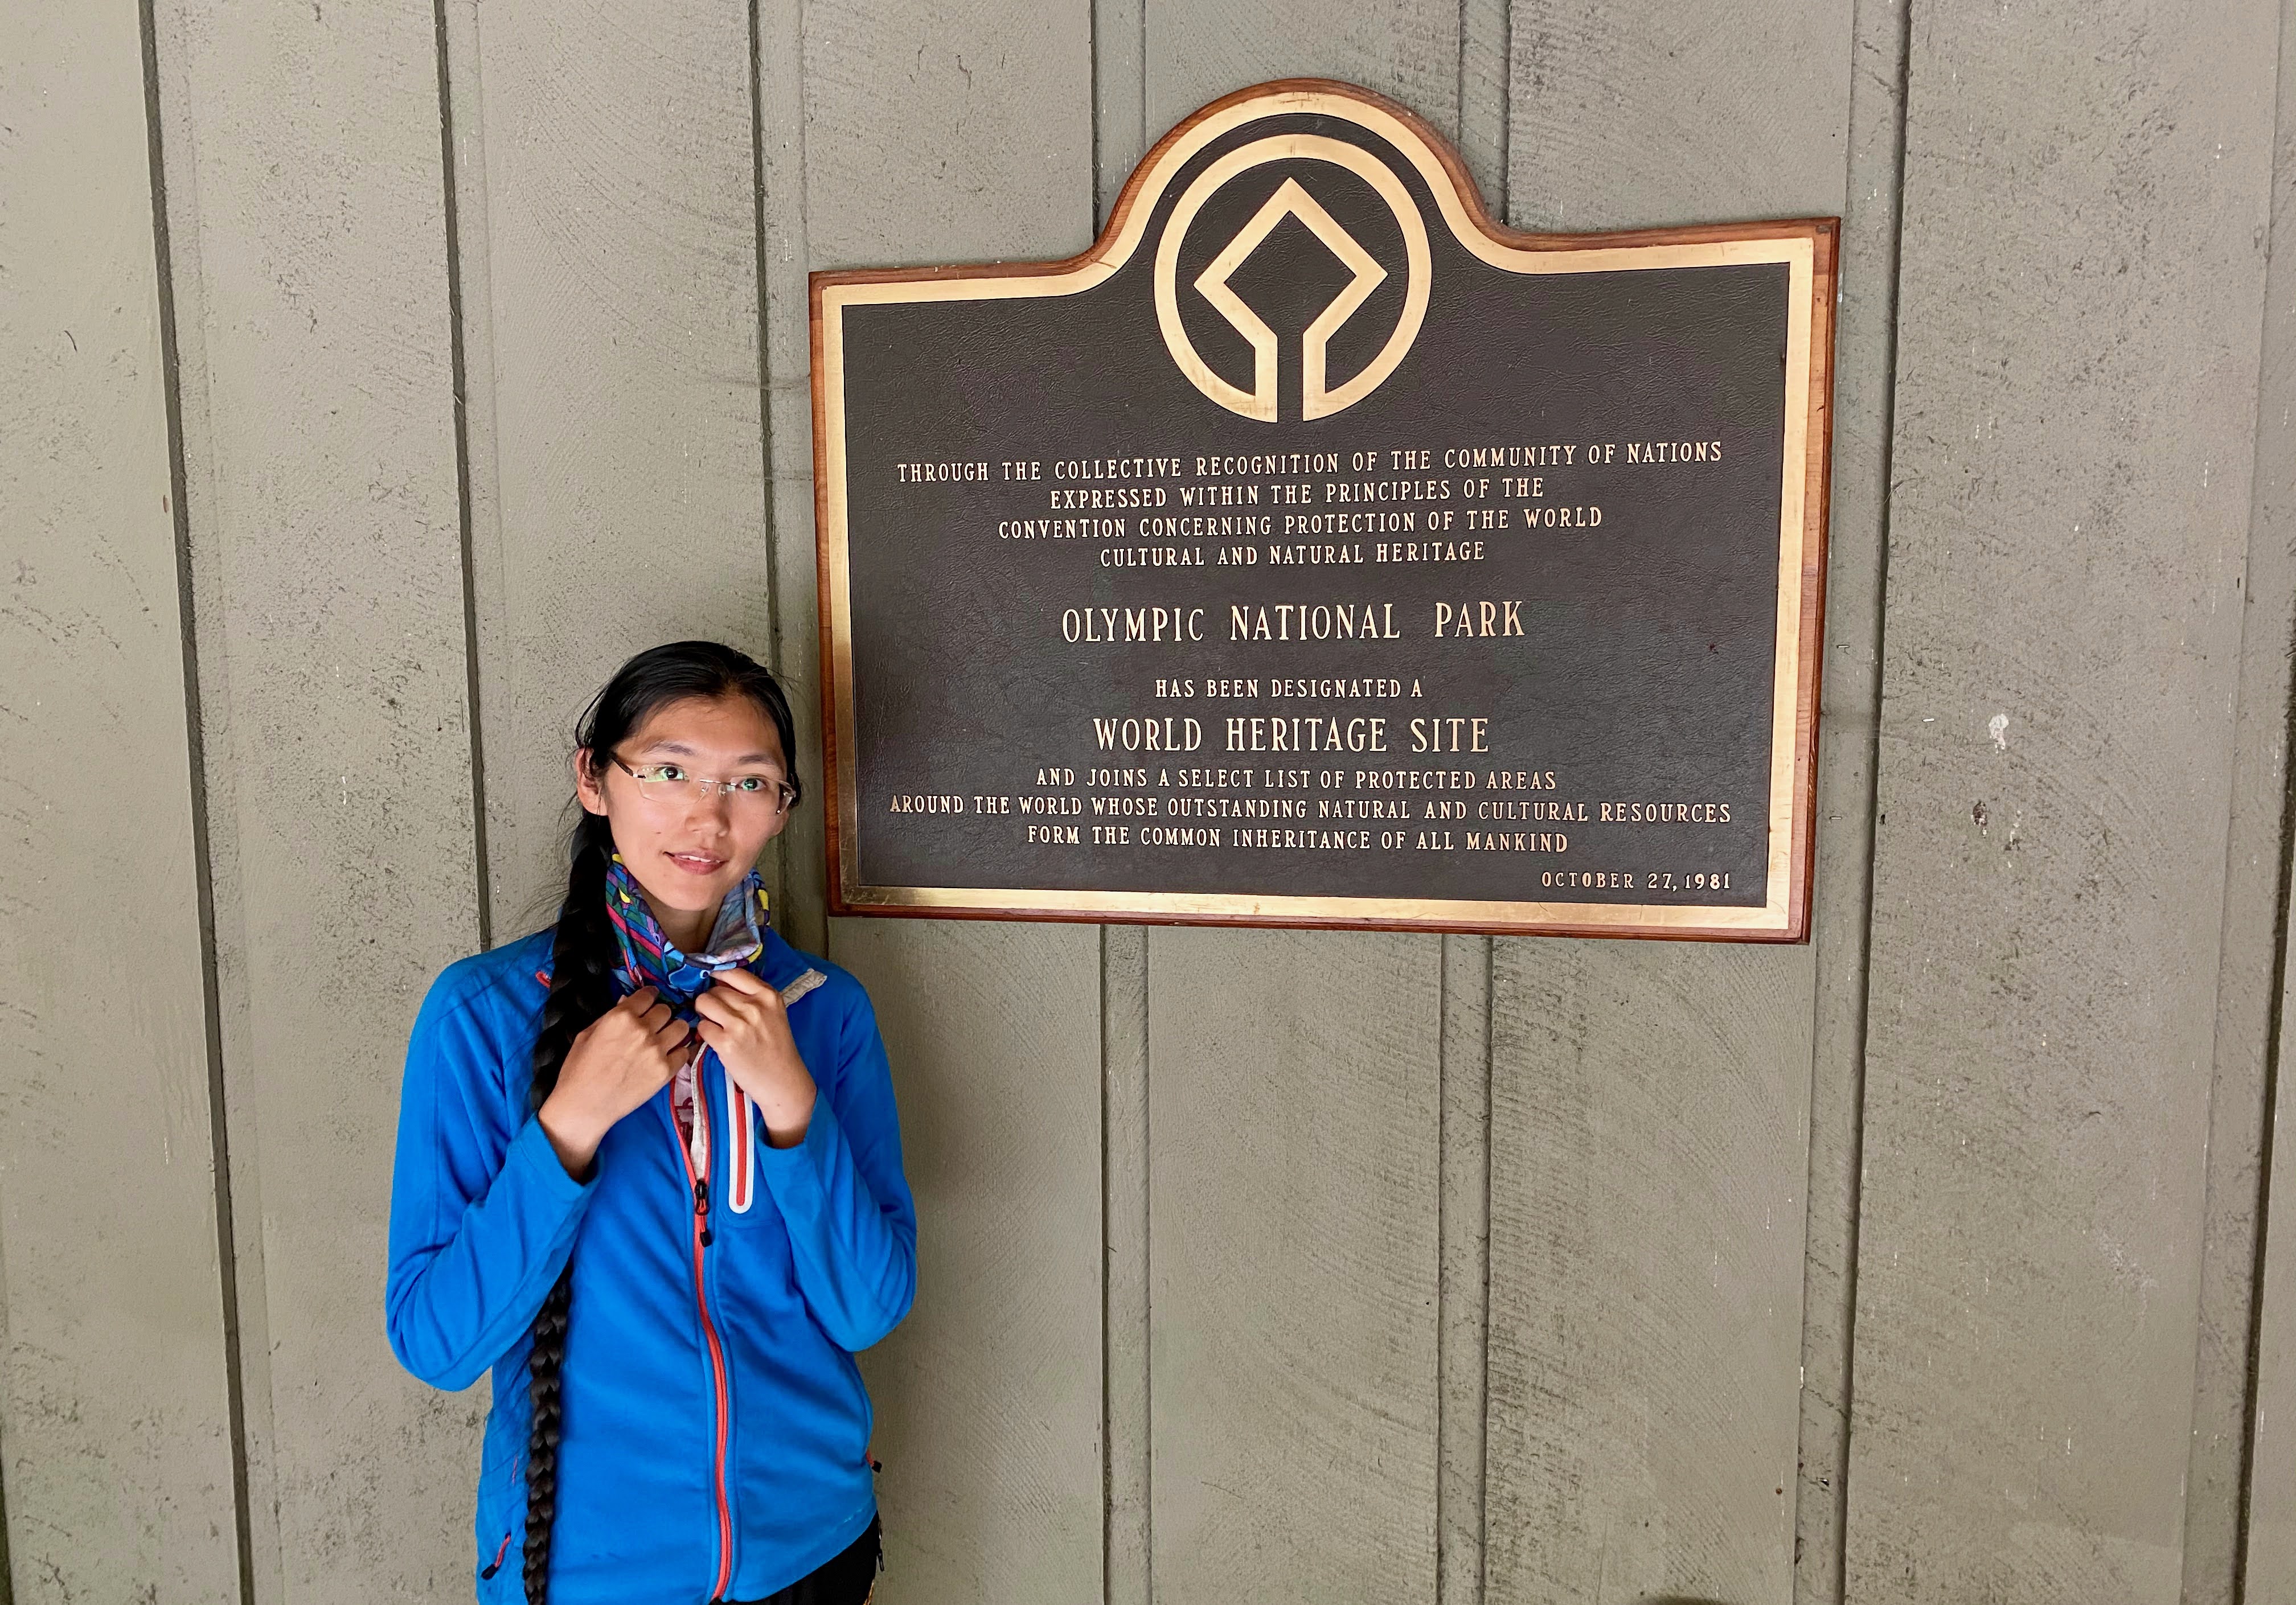 THROUGH THE COLLECTIVE RECOGNITION OF THE COMMUNITY OF NATIONS
EXPRESSED WITHIN THE PRINCIPLES OF THE
CONVENTION CONCERNING PROTECTION OF THE WORLD
CULTURAL AND NATURAL HERITAGE
OLYMPIC NATIONAL PARK
HAS BEEN DESIGNATED A
WORLD HERITAGE SITE
AND JOINS A SELECT LIST OF PROTECTED AREAS
AROUND THE WORLD WHOSE OUTSTANDING NATURAL AND CULTURAL RESOURCES
FORM THE COMMON INHERITANCE OF ALL MANKIND
OCTOBER 27, 1981